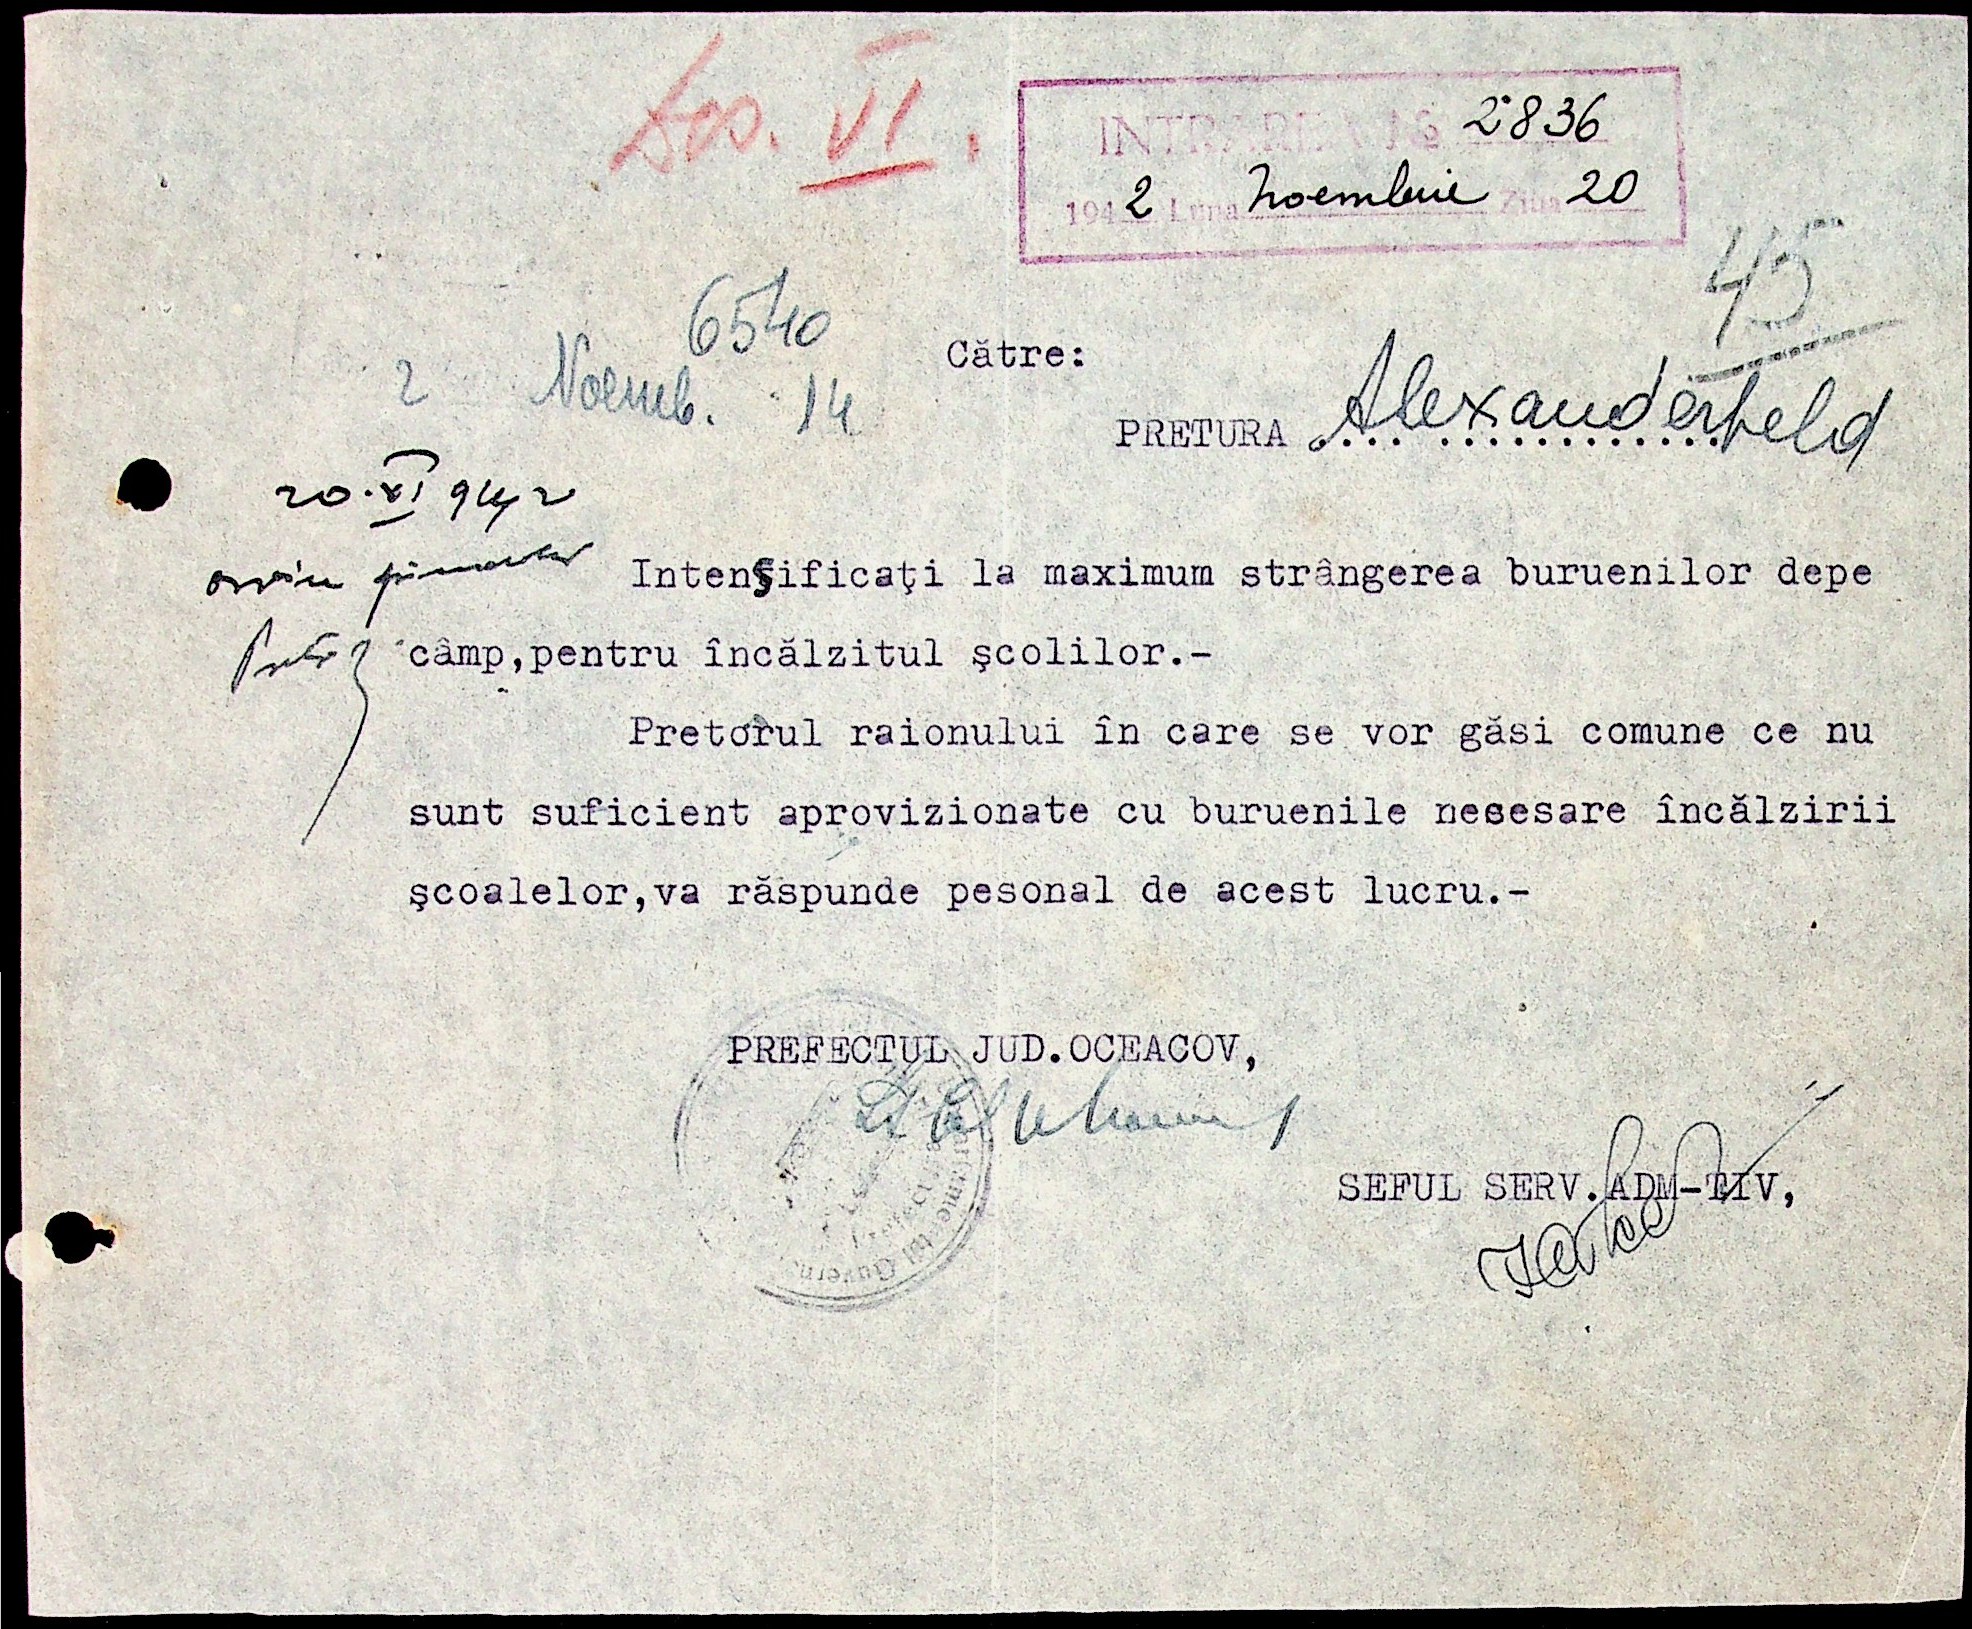 Dos. VI.
INTRARE No 2836
1942 Luna Noembrie Ziua 20
45
6540
2 Noemb. 14
Către:
PRETURA Alexanderfeld
20.XI 942
Intensificaţi la maximum strângerea buruenilor depe
câmp,pentru încălzitul şcolilor.-
Pretorul raionului în care se vor găsi comune ce nu
sunt suficient aprovizionate cu buruenile necesare încălzirii
şcoalelor,va răspunde pesonal de acest lucru.-
PREFECTUL JUD.OCEACOV,
SEFUL SERV.ADM-TIV,